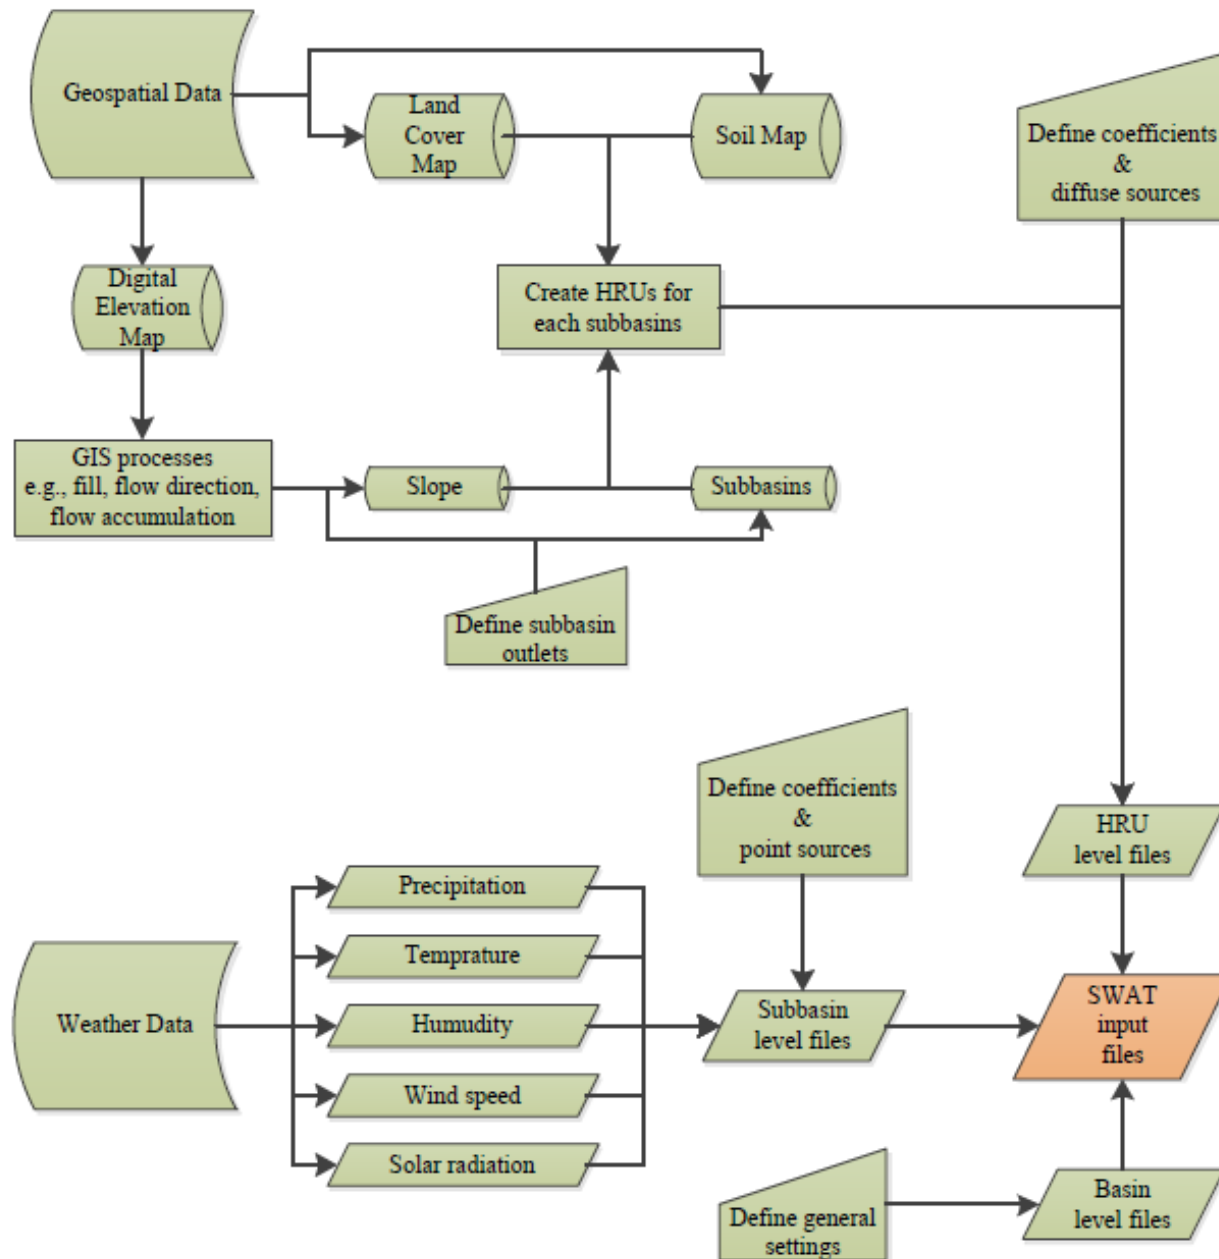 Geospatial Data
Land
Cover
Map
Soil Map
Define coefficients
&
diffuse sources
Digital
Elevation
Map
Create HRUs for
each subbasins
GIS processes
e.g., fill, flow direction,
flow accumulation
Slope
Subbasins
Define subbasin
outlets
Define coefficients
&
point sources
HRU
level files
Precipitation
Temprature
Humudity
Wind speed
Solar radiation
Weather Data
Subbasin
level files
SWAT
input
files
Define general
settings
Basin
level files